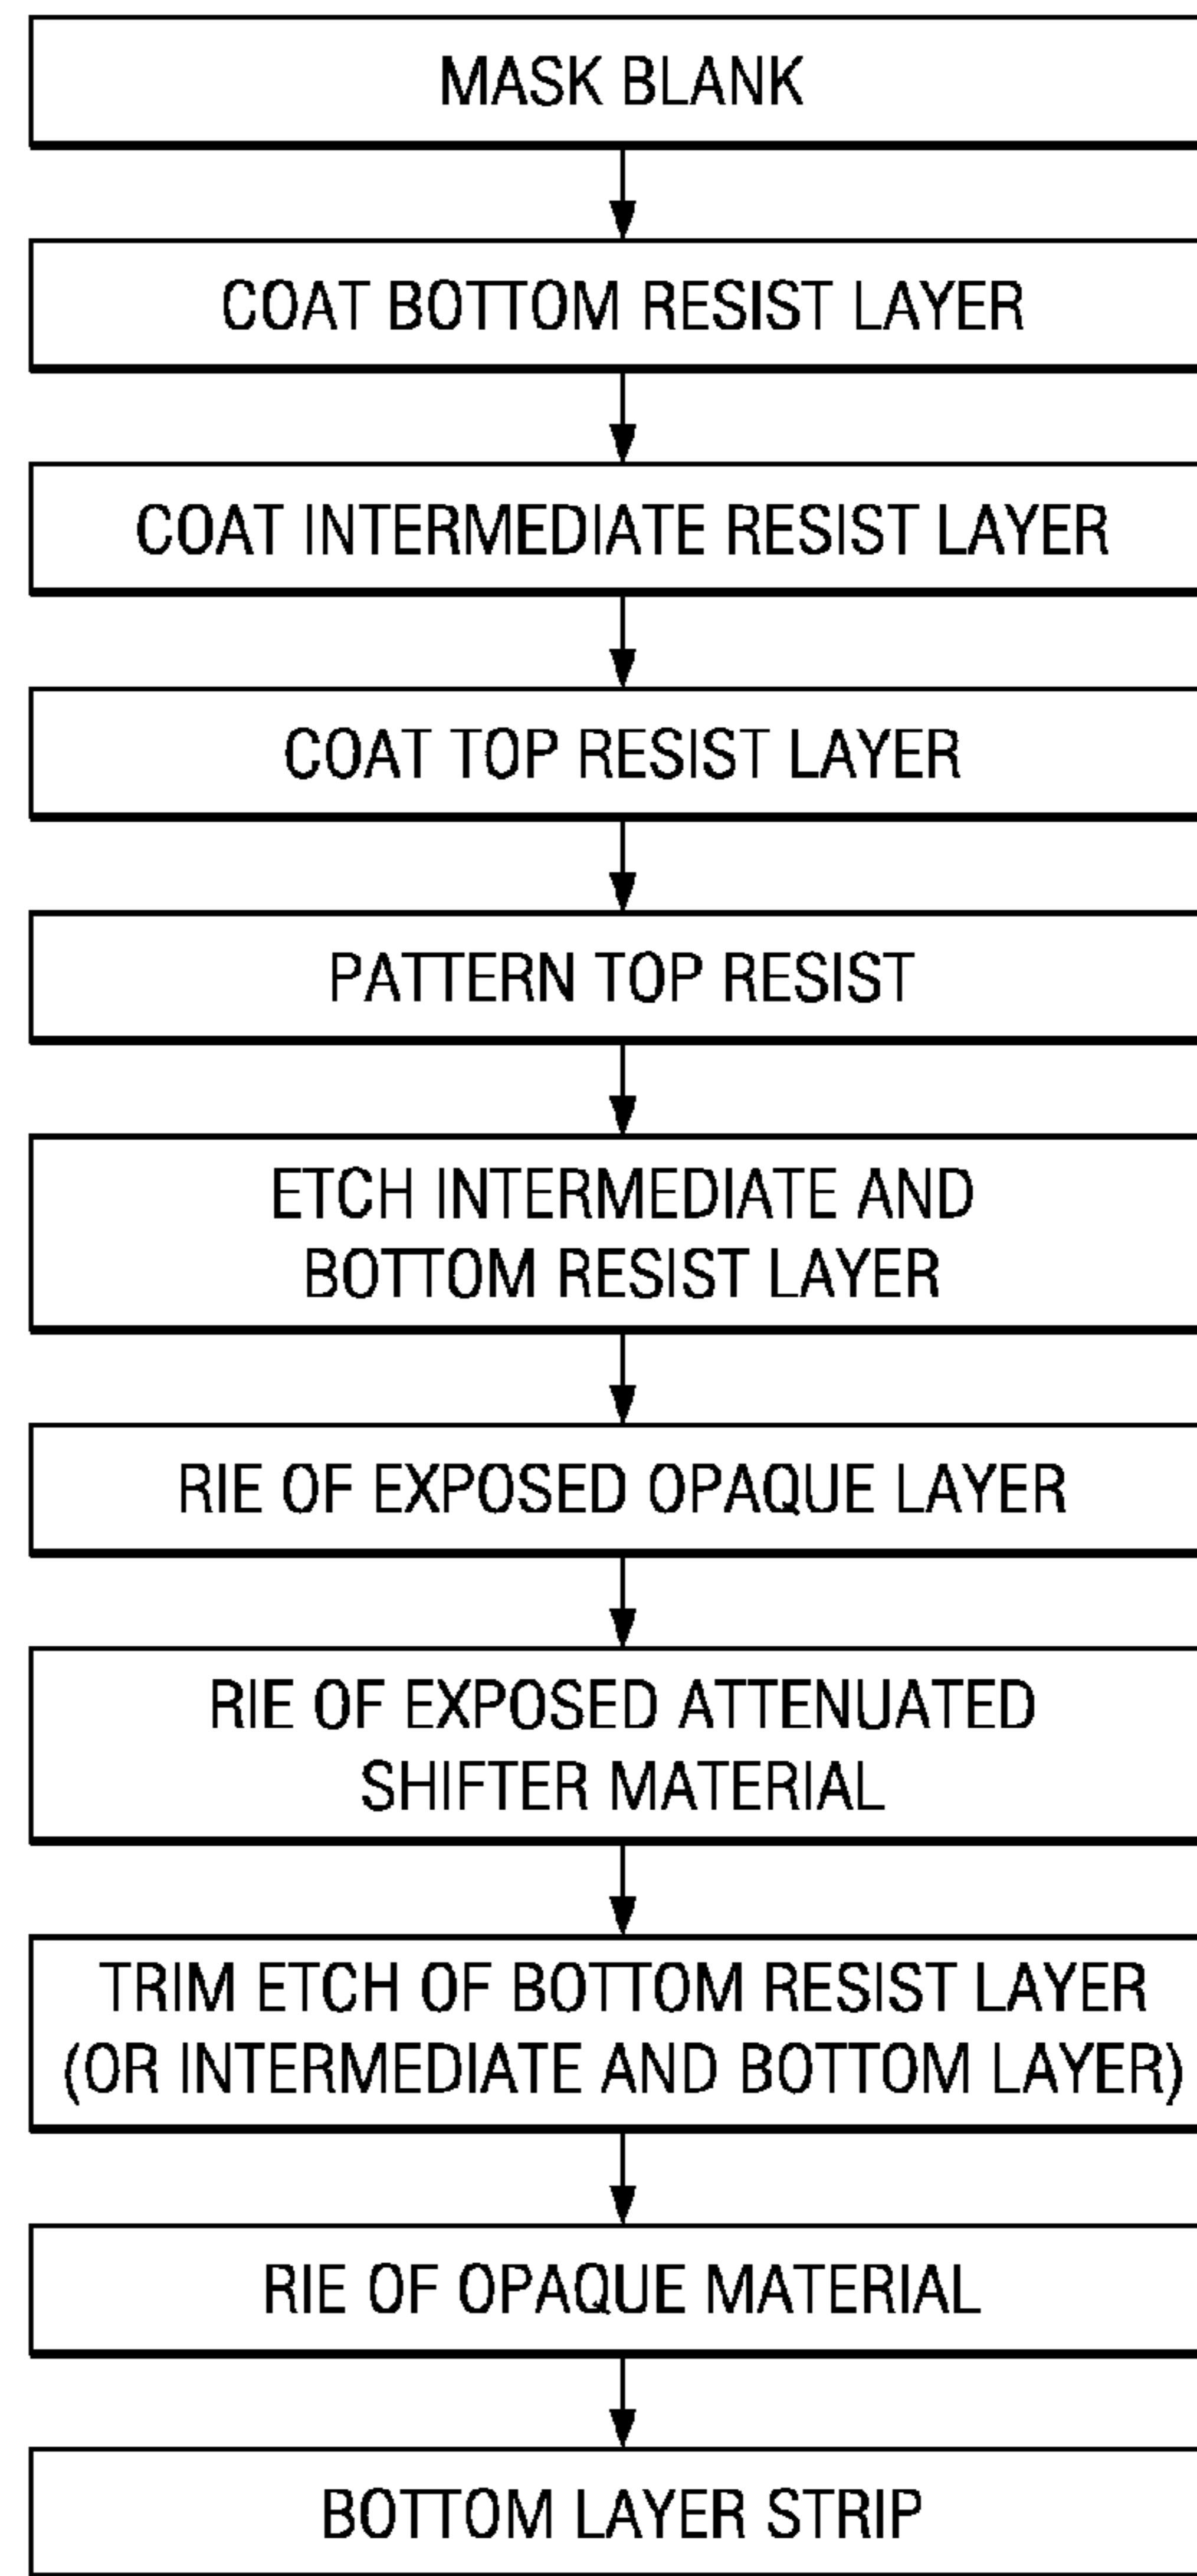 MASK BLANK
COAT BOTTOM RESIST LAYER
COAT INTERMEDIATE RESIST LAYER
COAT TOP RESIST LAYER
PATTERN TOP RESIST
ETCH INTERMEDIATE AND
BOTTOM RESIST LAYER
RIE OF EXPOSED OPAQUE LAYER
RIE OF EXPOSED ATTENUATED
SHIFTER MATERIAL
TRIM ETCH OF BOTTOM RESIST LAYER
(OR INTERMEDIATE AND BOTTOM LAYER)
RIE OF OPAQUE MATERIAL
BOTTOM LAYER STRIP